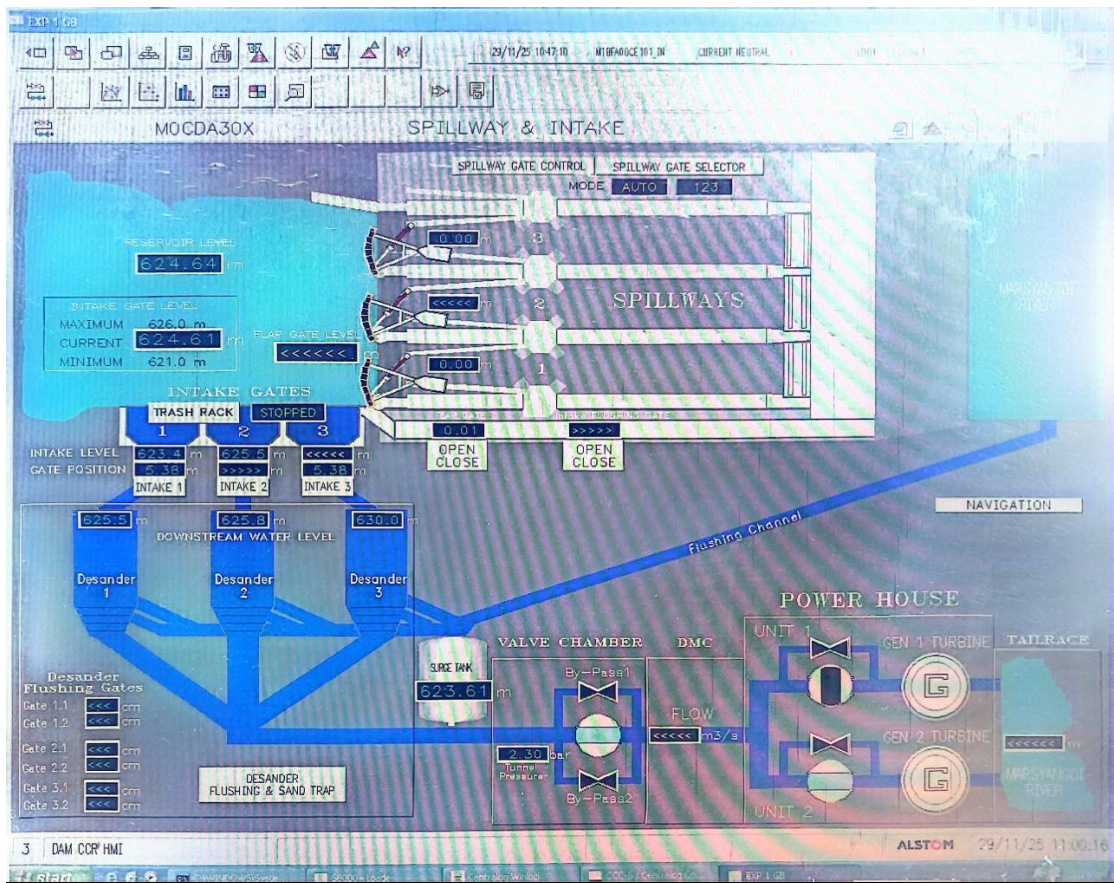 EXP 1 GB
29/11/25 10:47:10 CURRENT NEUTRAL
M0CDA30X SPILLWAY & INTAKE
SPILLWAY GATE CONTROL SPILLWAY GATE SELECTOR
MODE AUTO 123
RESERVOIR LEVEL
624.64
0.00 m
3
INTAKE GATE LEVEL
MAXIMUM 626.0 m
CURRENT 624.61 m
MINIMUM 621.0 m
FLAP GATE LEVEL
<<<<<< m
<<<<< m
2
SPILLWAYS
0.00 m
1
MARSYANGDI
RIVER
INTAKE GATES
TRASH RACK STOPPED
1 2 3
0.01 >>>>>
OPEN OPEN
CLOSE CLOSE
INTAKE LEVEL 623.4 m 625.5 m <<<<< m
GATE POSITION 5.38 m >>>>> m 5.38 m
INTAKE 1 INTAKE 2 INTAKE 3
NAVIGATION
625.5 m 625.8 m 630.0 m
DOWNSTREAM WATER LEVEL
Flushing Channel
Desander Desander Desander
1 2 3
POWER HOUSE
VALVE CHAMBER DMC UNIT 1 GEN 1 TURBINE TAILRACE
SURGE TANK
623.61 m
By-Pass1
G
Desander
Flushing Gates
Gate 1.1 <<< cm
Gate 1.2 <<< cm
Gate 2.1 <<< cm
Gate 2.2 <<< cm
Gate 3.1 <<< cm
Gate 3.2 <<< cm
FLOW
<<<<< m3/s
GEN 2 TURBINE
<<<<<< m
2.30 bar
Tunnel
Pressurer
DESANDER
FLUSHING & SAND TRAP
By-Pass2
UNIT 2
G
MARSYANGDI
RIVER
3 DAM CCR HMI ALSTOM 29/11/25 11:00:16
start EXP 1 GB